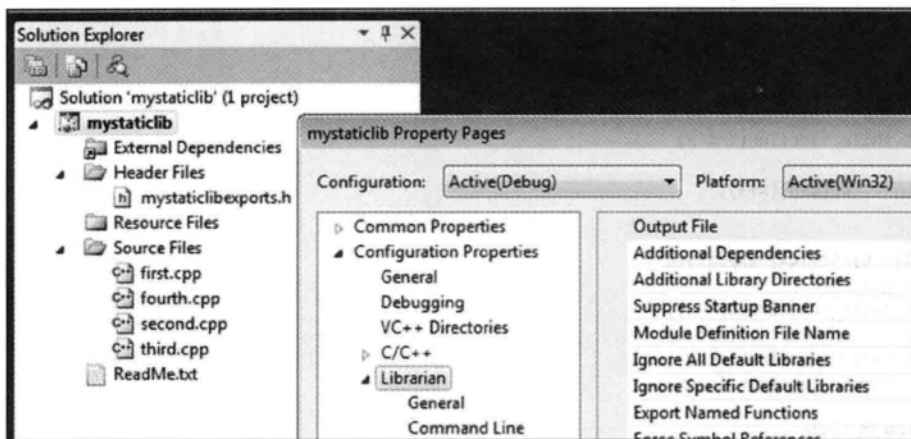 Solution Explorer
Solution 'mystaticlib' (1 project)
mystaticlib
External Dependencies
Header Files
h mystaticlibexports.h
Resource Files
Source Files
C++ first.cpp
C++ fourth.cpp
C++ second.cpp
C++ third.cpp
ReadMe.txt
mystaticlib Property Pages
Configuration: Active(Debug) Platform: Active(Win32)
Common Properties
Configuration Properties
General
Debugging
VC++ Directories
C/C++
Librarian
General
Command Line
Output File
Additional Dependencies
Additional Library Directories
Suppress Startup Banner
Module Definition File Name
Ignore All Default Libraries
Ignore Specific Default Libraries
Export Named Functions
Force Symbol References